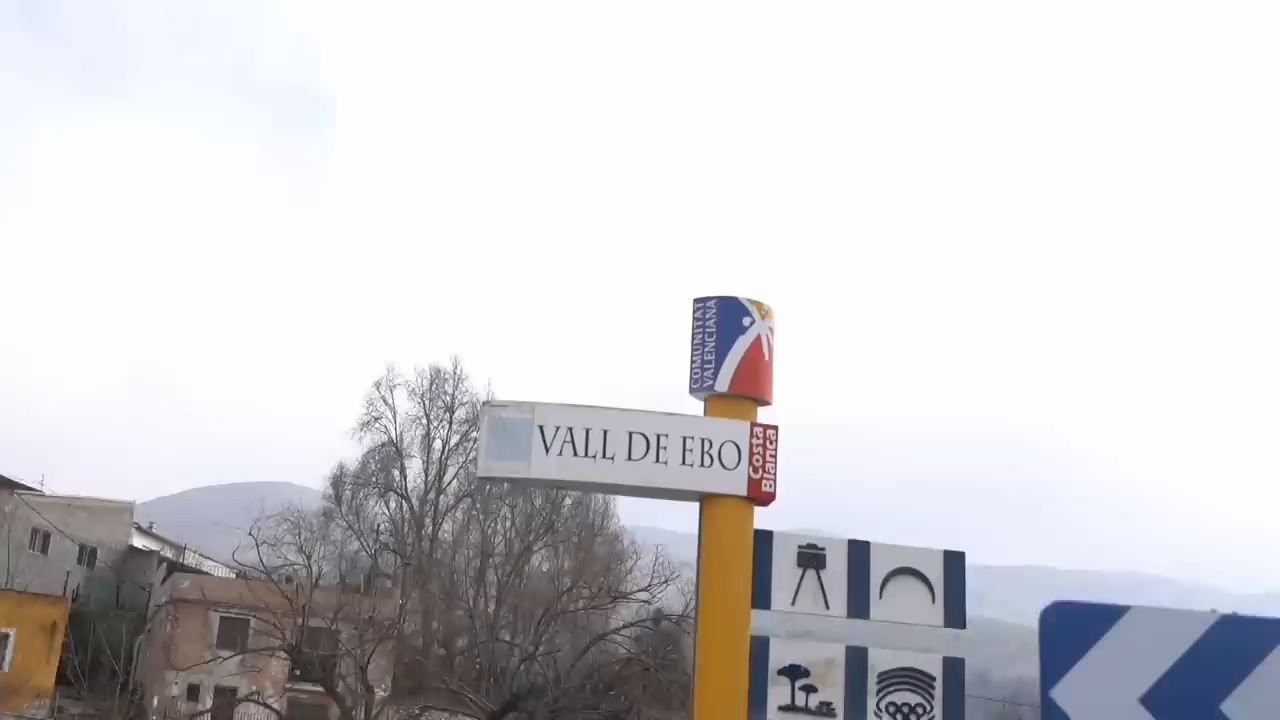 COMUNITAT
VALENCIANA
VALL DE EBO
Costa
Blanca